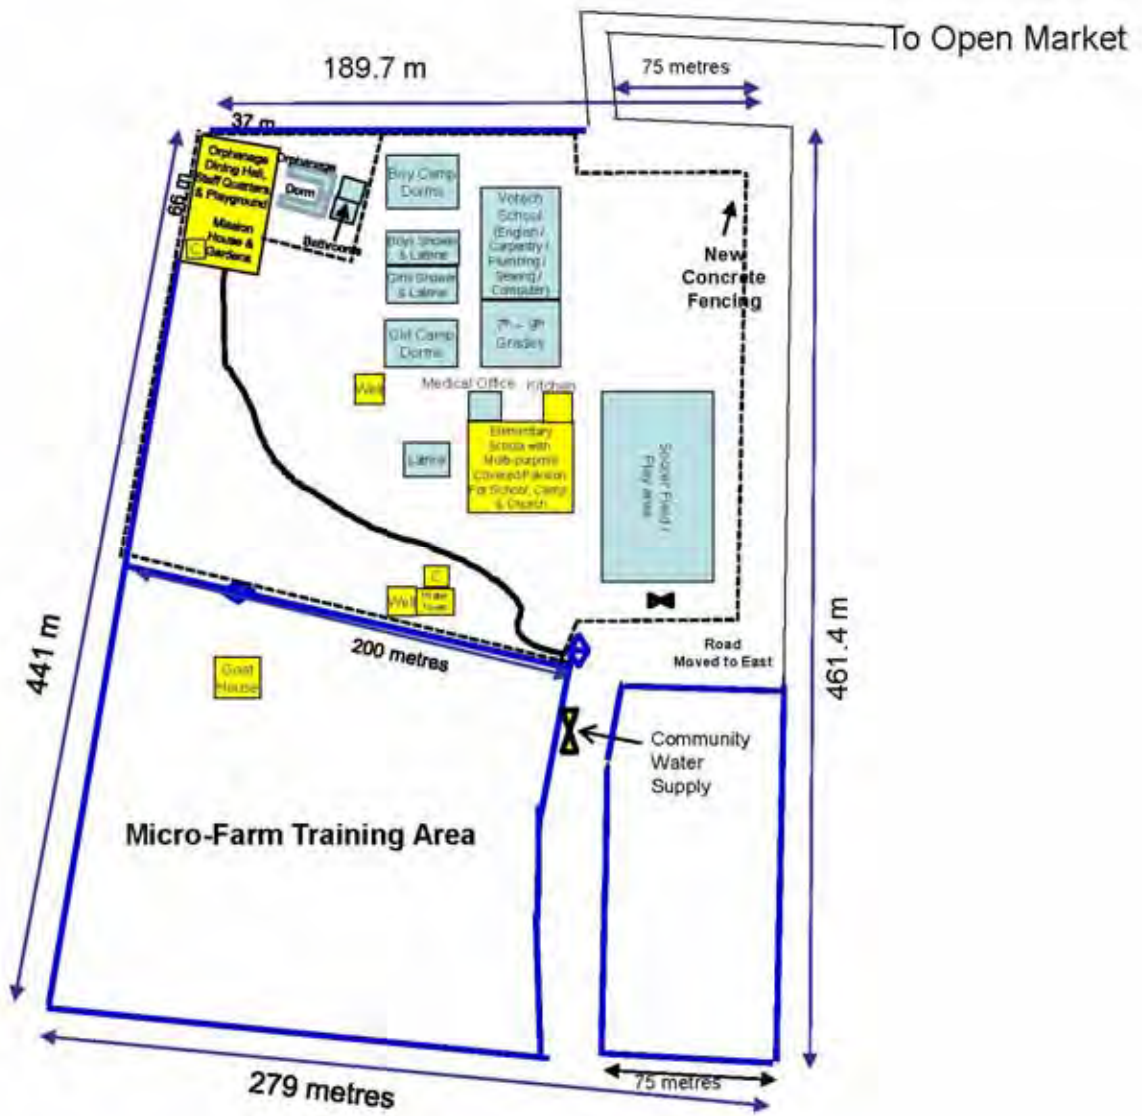 To Open Market
189.7 m
75 metres
37 m
66 m
Orphanage
Dining Hall,
Staff Quarters
& Playground
Mission
House &
Gardens
C
Orphanage
Dorm
Bathrooms
Boy Camp
Dorms
Boys Shower
& Latrine
Girls Shower
& Latrine
Girl Camp
Dorms
Votech
School
(English /
Carpentry /
Plumbing /
Sewing /
Computer)
7th – 9th
Grades
New
Concrete
Fencing
Well
Medical Office
Kitchen
Elementary
Schools with
Multi-purpose
Covered Pavilion
For School, Camp,
& Church
Latrine
Soccer Field /
Play area
C
Well
Water
Tower
200 metres
Road
Moved to East
441 m
461.4 m
Goat
House
Community
Water
Supply
Micro-Farm Training Area
279 metres
75 metres